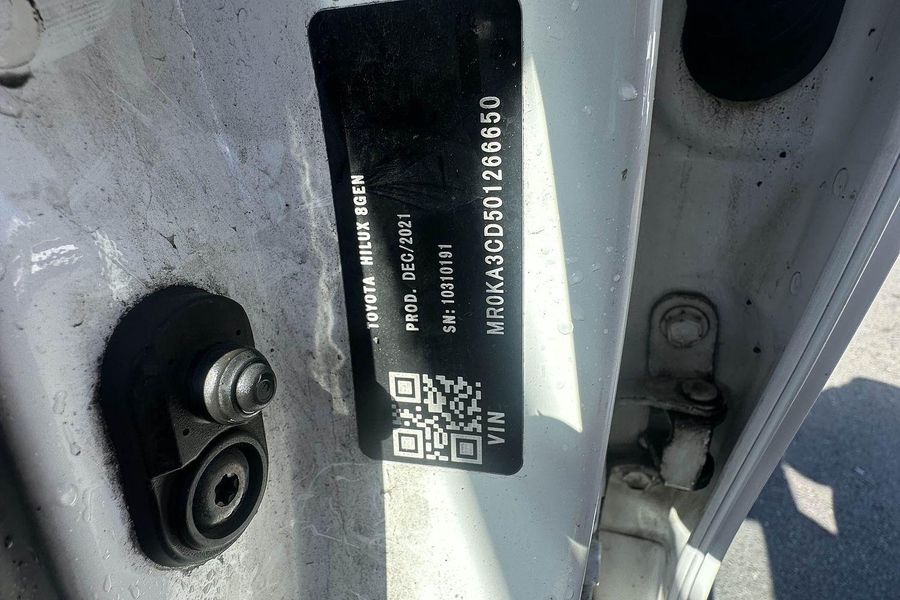 TOYOTA HILUX 8GEN
PROD. DEC/2021
SN: 10310191
VIN MR0KA3CD501266650